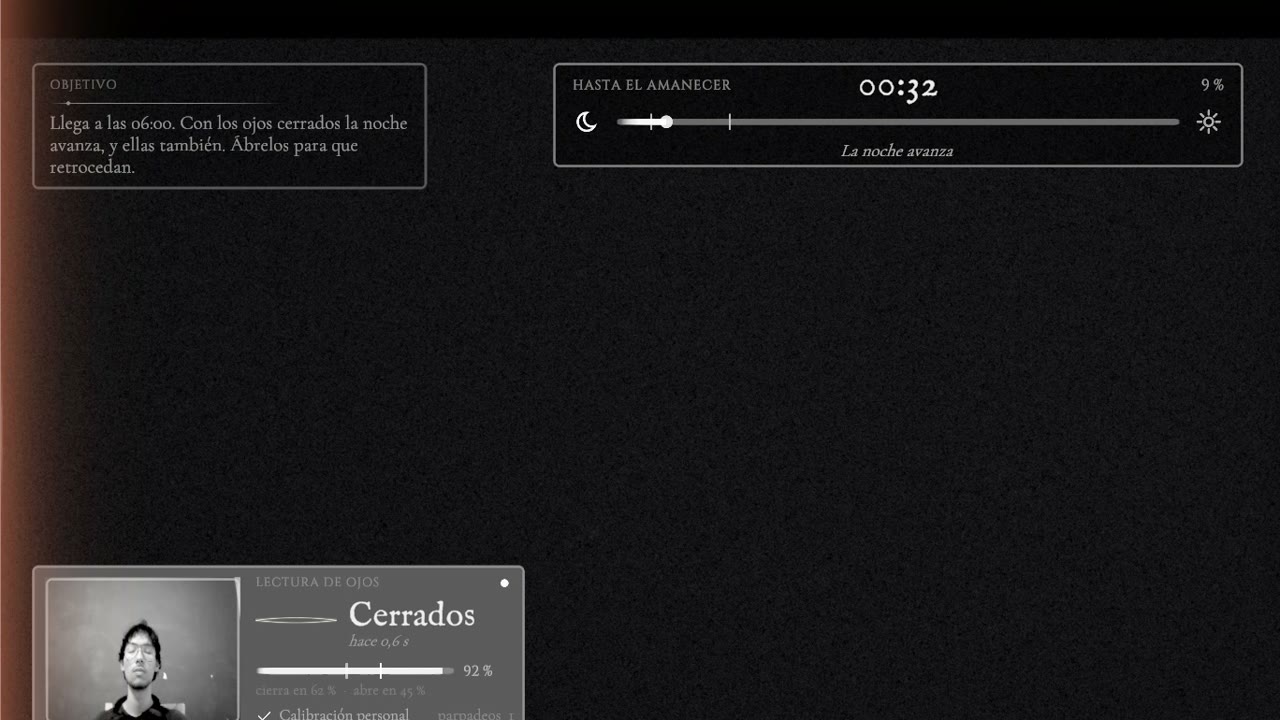 OBJETIVO
Llega a las 06:00. Con los ojos cerrados la noche
avanza, y ellas también. Ábrelos para que
retrocedan.
HASTA EL AMANECER
00:32
9 %
La noche avanza
LECTURA DE OJOS
Cerrados
hace 0,6 s
92 %
cierra en 62 % · abre en 45 %
Calibración personal
parpadeos 1